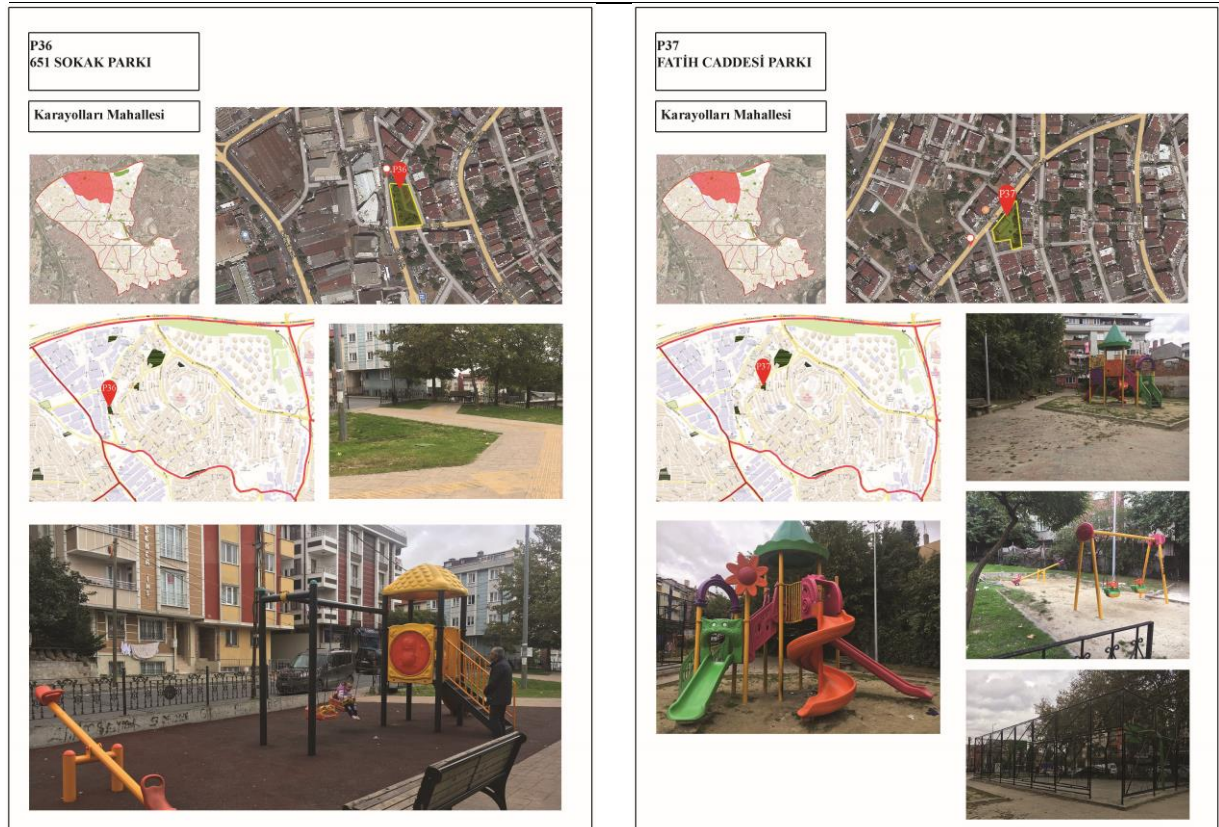 P36
651 SOKAK PARKI
Karayolları Mahallesi
P36
P36
P37
FATİH CADDESİ PARKI
Karayolları Mahallesi
P37
P37